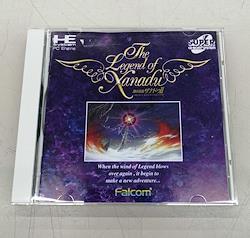 HE SYSTEM
PC Engine
SUPER
The
Legend of
Xanadu
When the wind of Legend blows
over again , it begin to
make a new adventure...
Falcom